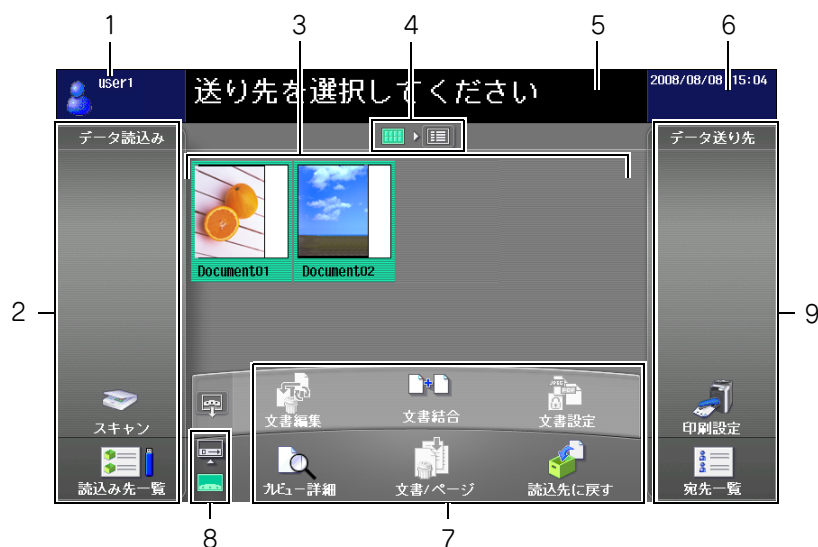 1
3
4
5
6
user1
送り先を選択してください
2008/08/08 15:04
データ読込み
データ送り先
Document01
Document02
2
9
文書編集
文書結合
JPEG
PDF
文書設定
スキャン
印刷設定
読込み先一覧
プレビュー詳細
文書/ページ
読込先に戻す
宛先一覧
8
7